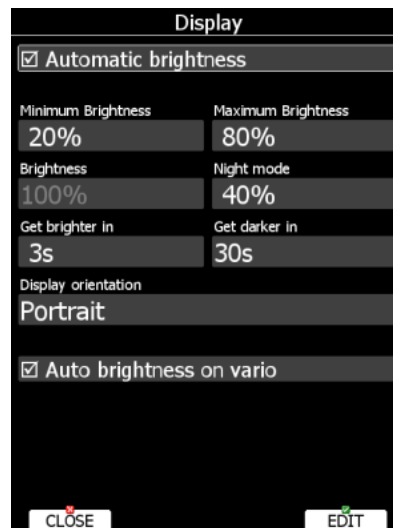 Display
☑ Automatic brightness
Minimum Brightness Maximum Brightness
20% 80%
Brightness Night mode
100% 40%
Get brighter in Get darker in
3s 30s
Display orientation
Portrait
☑ Auto brightness on vario
CLOSE EDIT